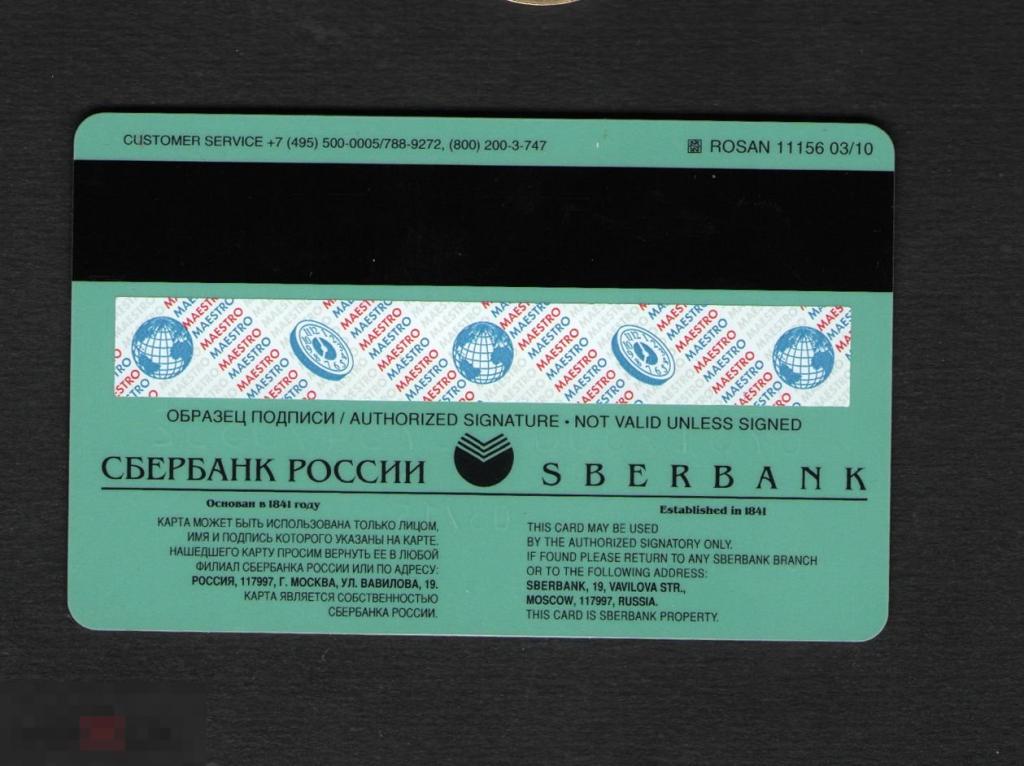 CUSTOMER SERVICE +7 (495) 500-0005/788-9272, (800) 200-3-747
ROSAN 11156 03/10
MAESTRO MAESTRO MAESTRO MAESTRO MAESTRO MAESTRO
ОБРАЗЕЦ ПОДПИСИ / AUTHORIZED SIGNATURE • NOT VALID UNLESS SIGNED
СБЕРБАНК РОССИИ
SBERBANK
Основан в 1841 году
Established in 1841
КАРТА МОЖЕТ БЫТЬ ИСПОЛЬЗОВАНА ТОЛЬКО ЛИЦОМ,
ИМЯ И ПОДПИСЬ КОТОРОГО УКАЗАНЫ НА КАРТЕ.
НАШЕДШЕГО КАРТУ ПРОСИМ ВЕРНУТЬ ЕЕ В ЛЮБОЙ
ФИЛИАЛ СБЕРБАНКА РОССИИ ИЛИ ПО АДРЕСУ:
РОССИЯ, 117997, Г. МОСКВА, УЛ. ВАВИЛОВА, 19.
КАРТА ЯВЛЯЕТСЯ СОБСТВЕННОСТЬЮ
СБЕРБАНКА РОССИИ.
THIS CARD MAY BE USED
BY THE AUTHORIZED SIGNATORY ONLY.
IF FOUND PLEASE RETURN TO ANY SBERBANK BRANCH
OR TO THE FOLLOWING ADDRESS:
SBERBANK, 19, VAVILOVA STR.,
MOSCOW, 117997, RUSSIA.
THIS CARD IS SBERBANK PROPERTY.